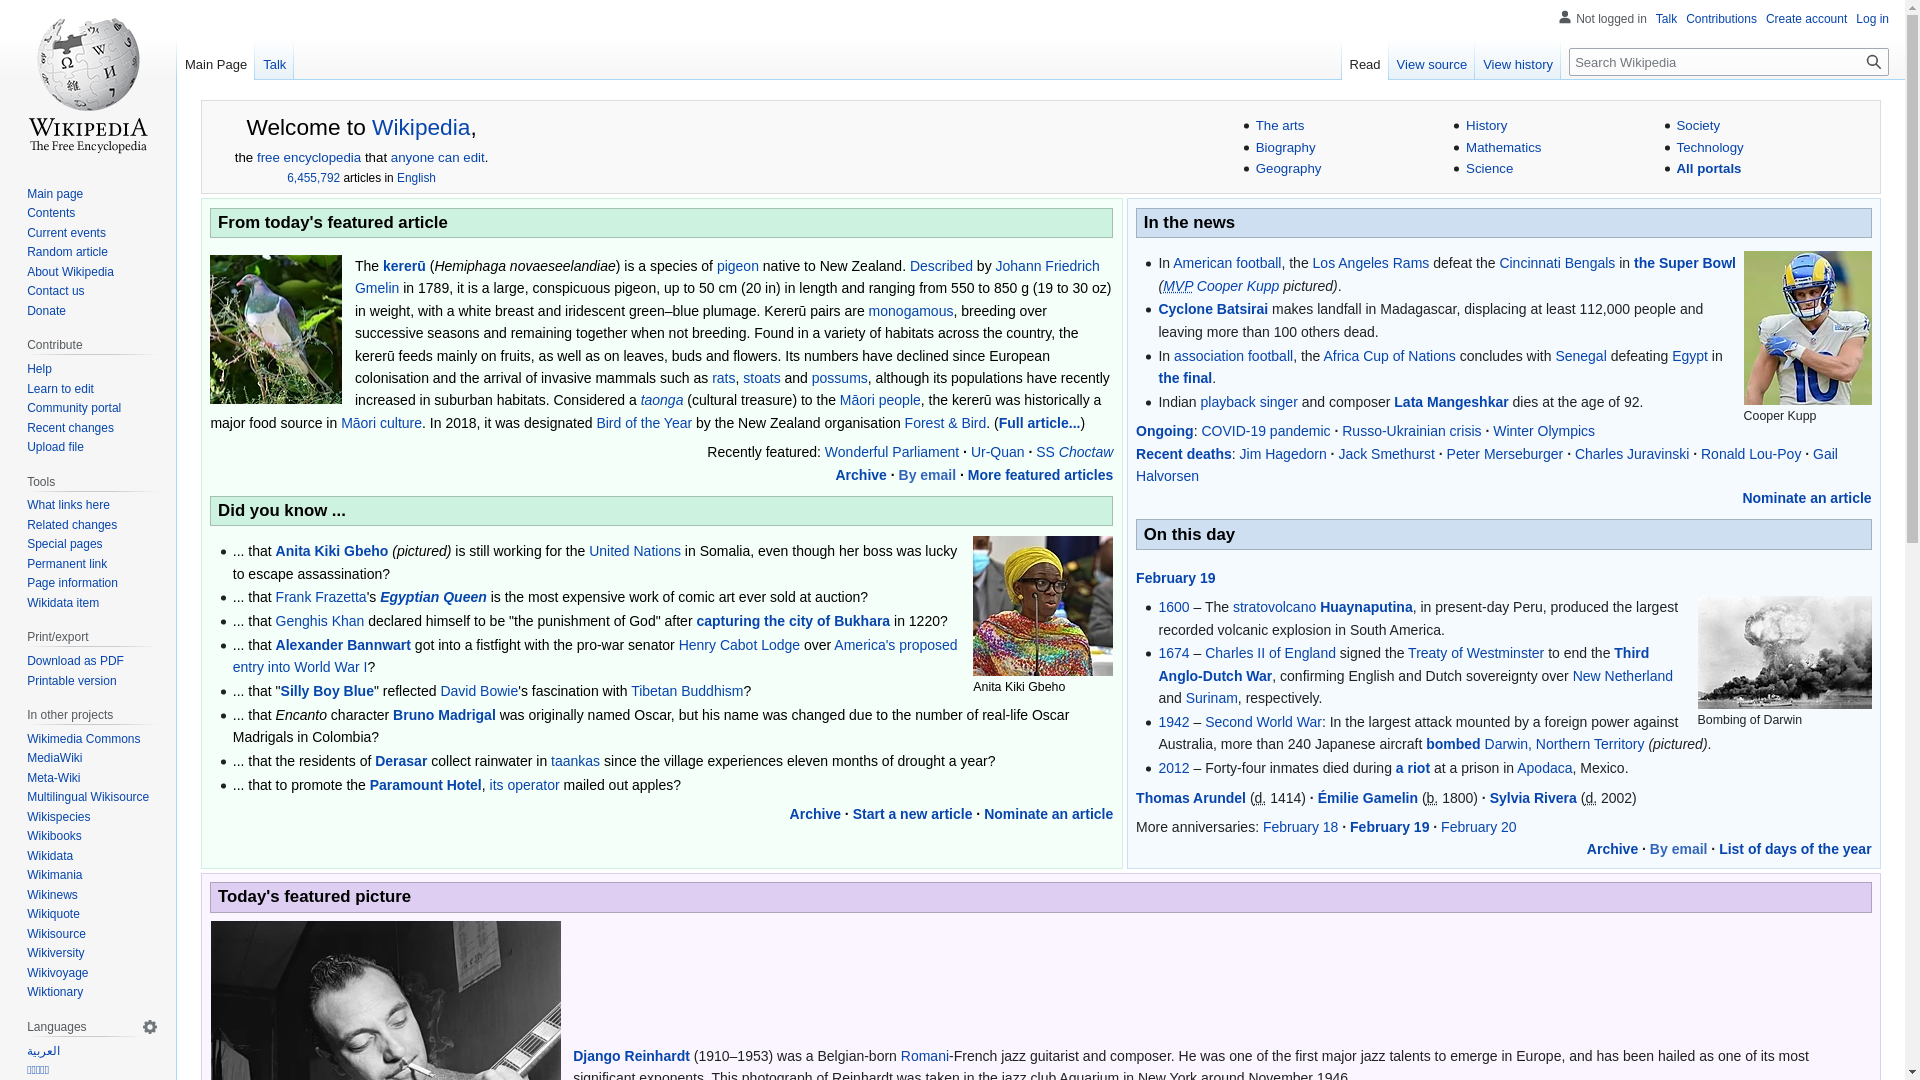 Not logged in Talk Contributions Create account Log in
Main Page Talk
Read View source View history Search Wikipedia
WIKIPEDIA
The Free Encyclopedia
Main page
Contents
Current events
Random article
About Wikipedia
Contact us
Donate
Contribute
Help
Learn to edit
Community portal
Recent changes
Upload file
Tools
What links here
Related changes
Special pages
Permanent link
Page information
Wikidata item
Print/export
Download as PDF
Printable version
In other projects
Wikimedia Commons
MediaWiki
Meta-Wiki
Multilingual Wikisource
Wikispecies
Wikibooks
Wikidata
Wikimania
Wikinews
Wikiquote
Wikisource
Wikiversity
Wikivoyage
Wiktionary
Languages
العربية
Welcome to Wikipedia,
the free encyclopedia that anyone can edit.
6,455,792 articles in English
The arts
Biography
Geography
History
Mathematics
Science
Society
Technology
All portals
From today's featured article
The kererū (Hemiphaga novaeseelandiae) is a species of pigeon native to New Zealand. Described by Johann Friedrich
Gmelin in 1789, it is a large, conspicuous pigeon, up to 50 cm (20 in) in length and ranging from 550 to 850 g (19 to 30 oz)
in weight, with a white breast and iridescent green–blue plumage. Kererū pairs are monogamous, breeding over
successive seasons and remaining together when not breeding. Found in a variety of habitats across the country, the
kererū feeds mainly on fruits, as well as on leaves, buds and flowers. Its numbers have declined since European
colonisation and the arrival of invasive mammals such as rats, stoats and possums, although its populations have recently
increased in suburban habitats. Considered a taonga (cultural treasure) to the Māori people, the kererū was historically a
major food source in Māori culture. In 2018, it was designated Bird of the Year by the New Zealand organisation Forest & Bird. (Full article...)
Recently featured: Wonderful Parliament · Ur-Quan · SS Choctaw
Archive · By email · More featured articles
Did you know ...
... that Anita Kiki Gbeho (pictured) is still working for the United Nations in Somalia, even though her boss was lucky
to escape assassination?
... that Frank Frazetta's Egyptian Queen is the most expensive work of comic art ever sold at auction?
... that Genghis Khan declared himself to be "the punishment of God" after capturing the city of Bukhara in 1220?
... that Alexander Bannwart got into a fistfight with the pro-war senator Henry Cabot Lodge over America's proposed
entry into World War I?
... that "Silly Boy Blue" reflected David Bowie's fascination with Tibetan Buddhism?
... that Encanto character Bruno Madrigal was originally named Oscar, but his name was changed due to the number of real-life Oscar
Madrigals in Colombia?
... that the residents of Derasar collect rainwater in taankas since the village experiences eleven months of drought a year?
... that to promote the Paramount Hotel, its operator mailed out apples?
Anita Kiki Gbeho
Archive · Start a new article · Nominate an article
In the news
In American football, the Los Angeles Rams defeat the Cincinnati Bengals in the Super Bowl
(MVP Cooper Kupp pictured).
Cyclone Batsirai makes landfall in Madagascar, displacing at least 112,000 people and
leaving more than 100 others dead.
In association football, the Africa Cup of Nations concludes with Senegal defeating Egypt in
the final.
Indian playback singer and composer Lata Mangeshkar dies at the age of 92.
10
Cooper Kupp
Ongoing: COVID-19 pandemic · Russo-Ukrainian crisis · Winter Olympics
Recent deaths: Jim Hagedorn · Jack Smethurst · Peter Merseburger · Charles Juravinski · Ronald Lou-Poy · Gail
Halvorsen
Nominate an article
On this day
February 19
1600 – The stratovolcano Huaynaputina, in present-day Peru, produced the largest
recorded volcanic explosion in South America.
1674 – Charles II of England signed the Treaty of Westminster to end the Third
Anglo-Dutch War, confirming English and Dutch sovereignty over New Netherland
and Surinam, respectively.
1942 – Second World War: In the largest attack mounted by a foreign power against
Australia, more than 240 Japanese aircraft bombed Darwin, Northern Territory (pictured).
2012 – Forty-four inmates died during a riot at a prison in Apodaca, Mexico.
Bombing of Darwin
Thomas Arundel (d. 1414) · Émilie Gamelin (b. 1800) · Sylvia Rivera (d. 2002)
More anniversaries: February 18 · February 19 · February 20
Archive · By email · List of days of the year
Today's featured picture
Django Reinhardt (1910–1953) was a Belgian-born Romani-French jazz guitarist and composer. He was one of the first major jazz talents to emerge in Europe, and has been hailed as one of its most
significant exponents. This photograph of Reinhardt was taken in the jazz club Aquarium in New York around November 1946.